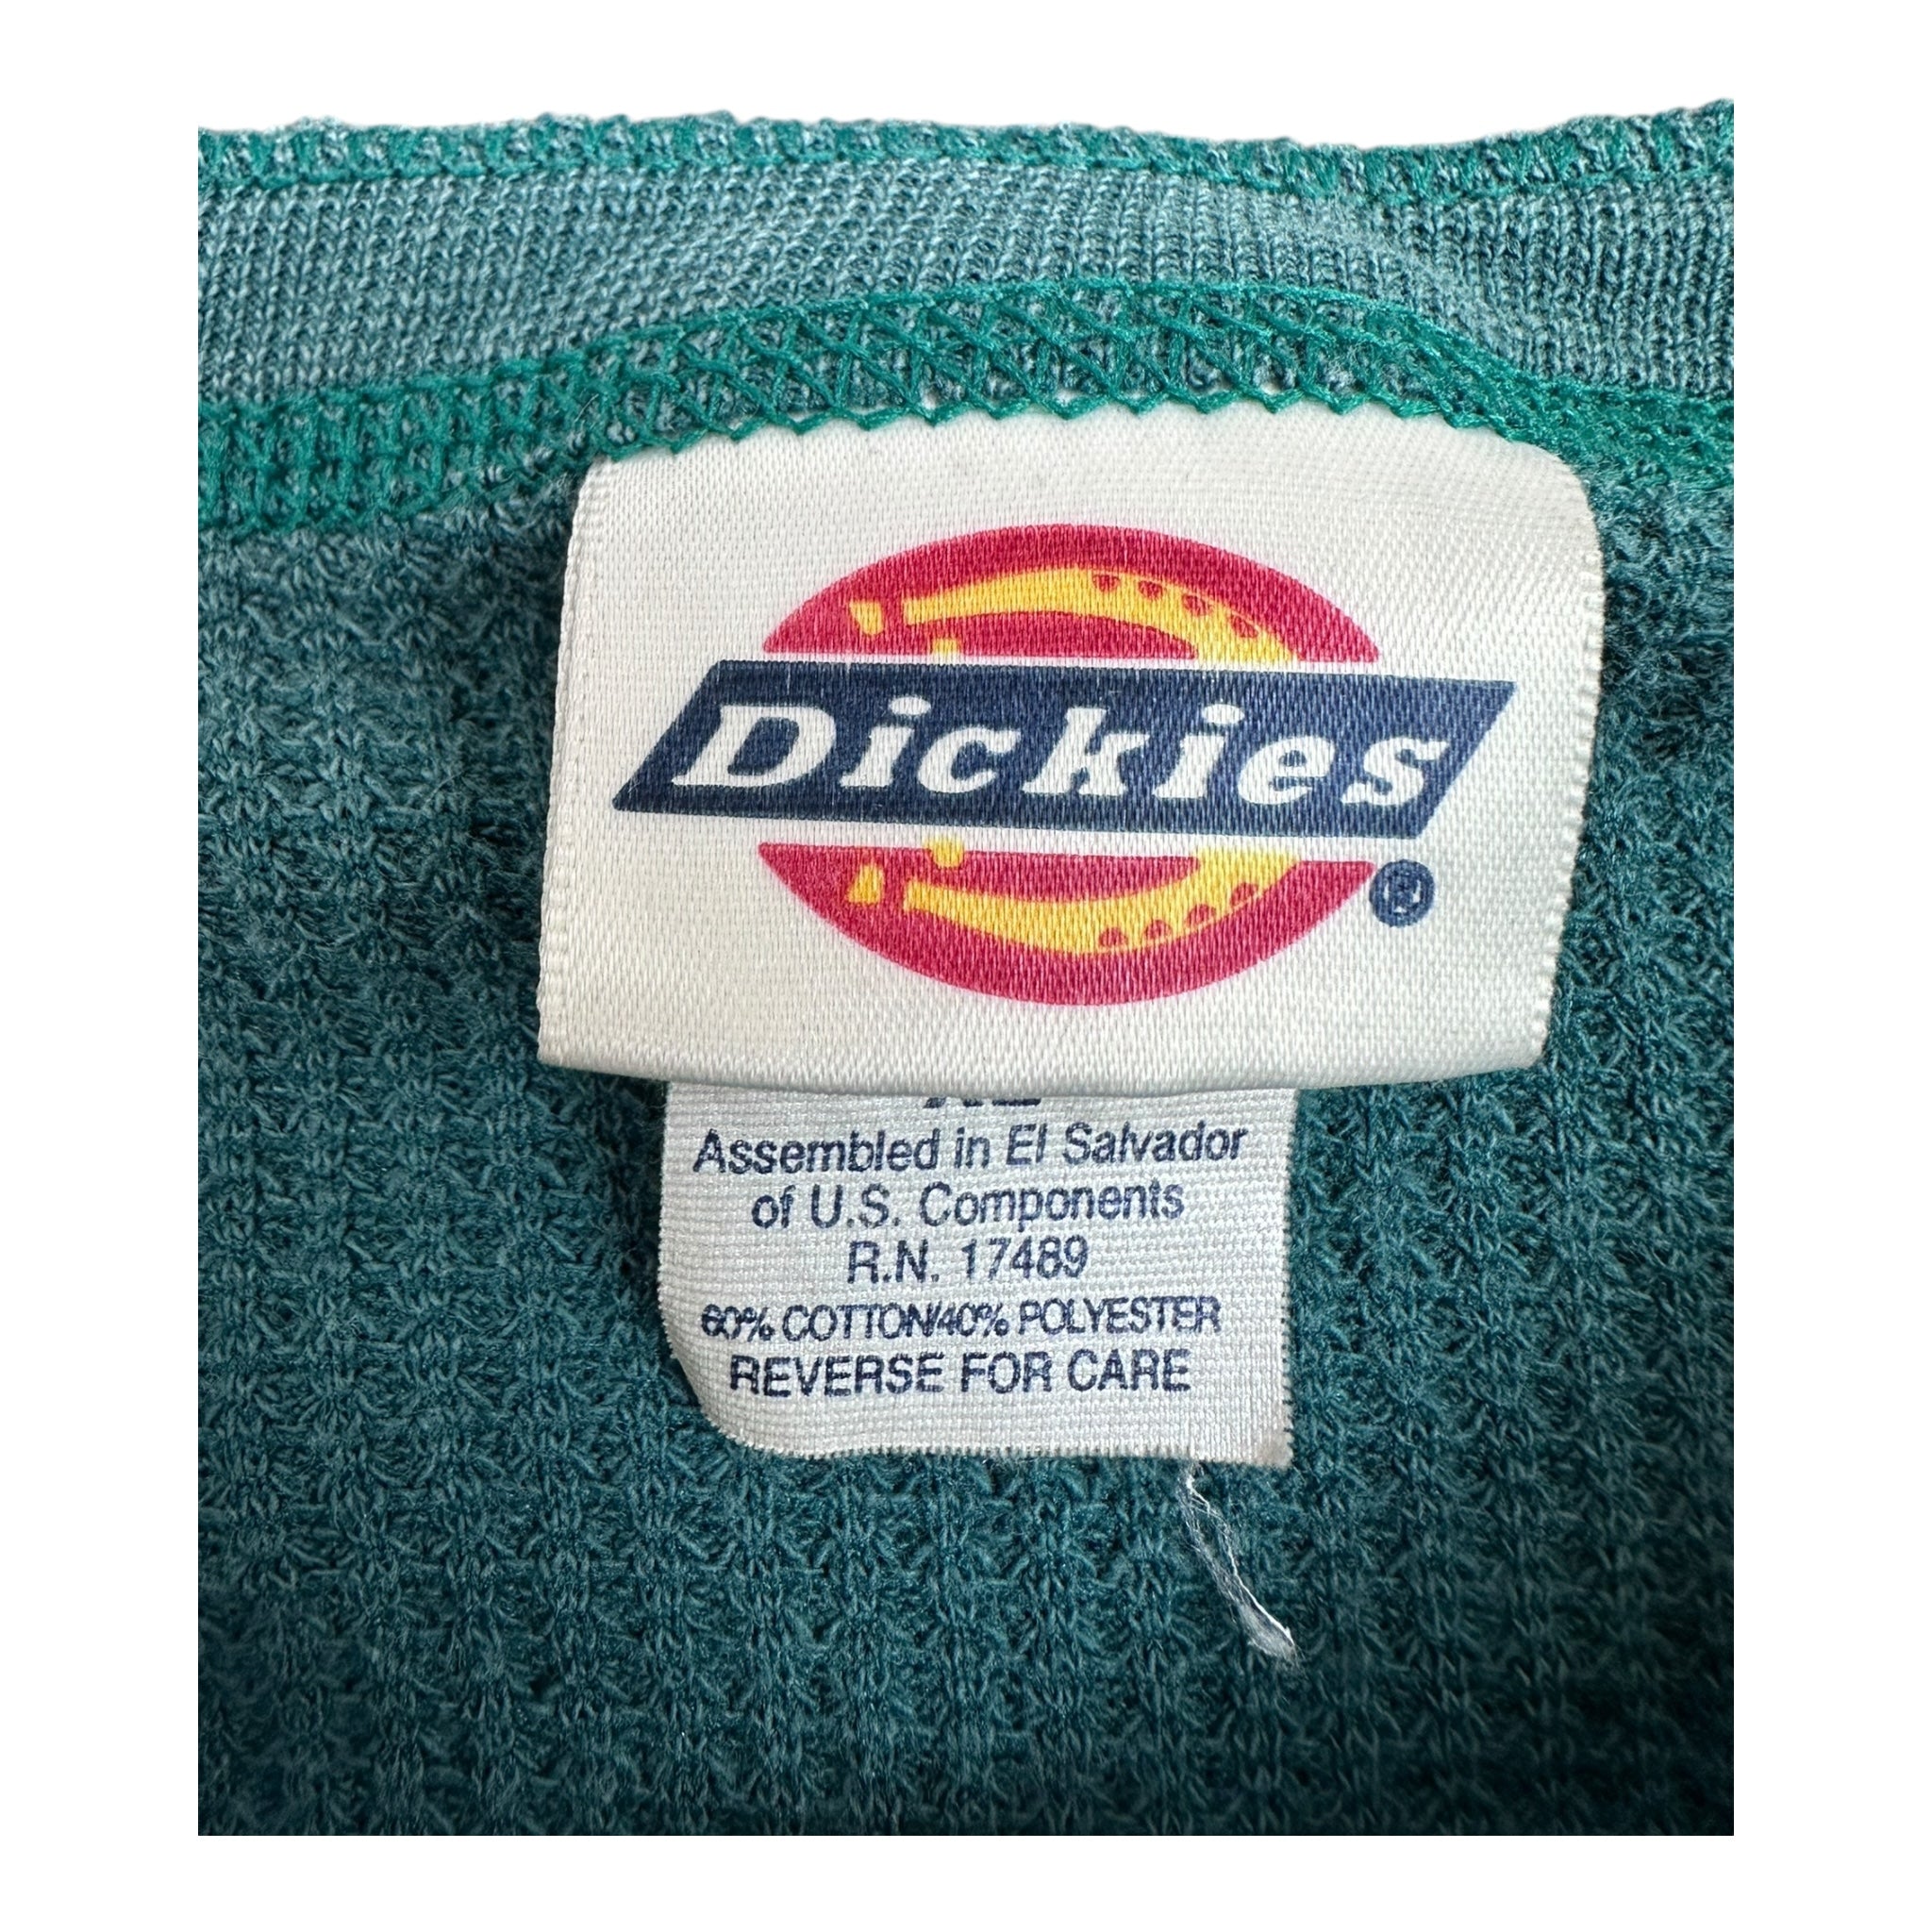 Dickies
®
Assembled in El Salvador
of U.S. Components
R.N. 17489
60% COTTON/40% POLYESTER
REVERSE FOR CARE